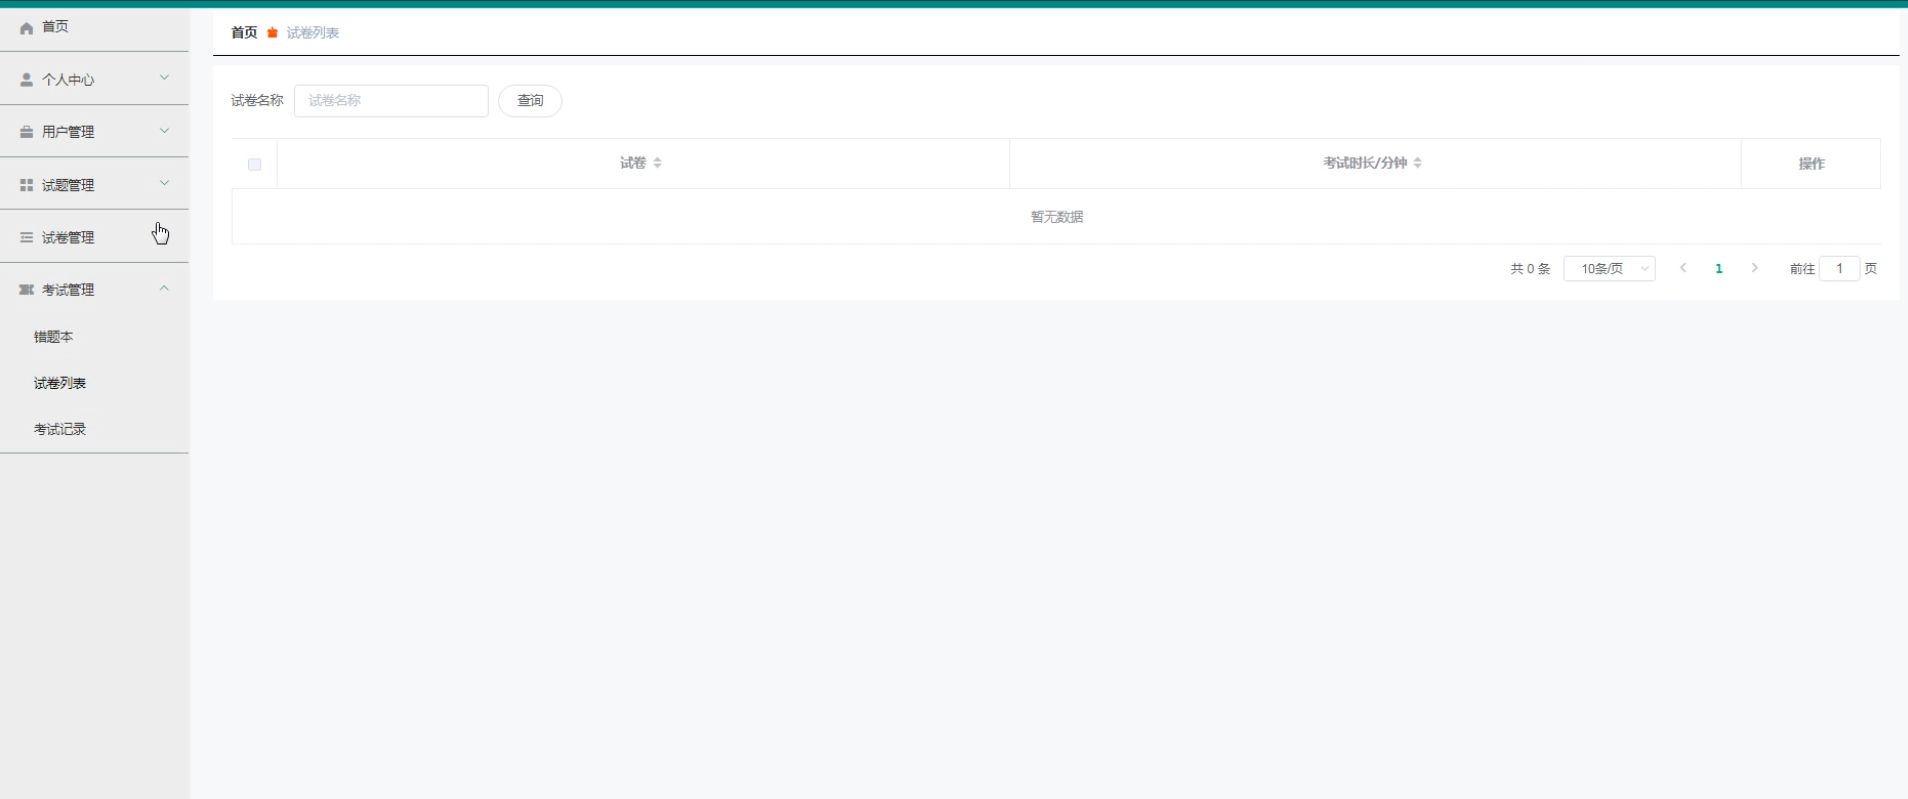 首页
个人中心
用户管理
试题管理
试卷管理
考试管理
错题本
试卷列表
考试记录
首页 试卷列表
试卷名称 试卷名称 查询
试卷 考试时长/分钟 操作
暂无数据
共 0 条 10条/页 1 前往 1 页